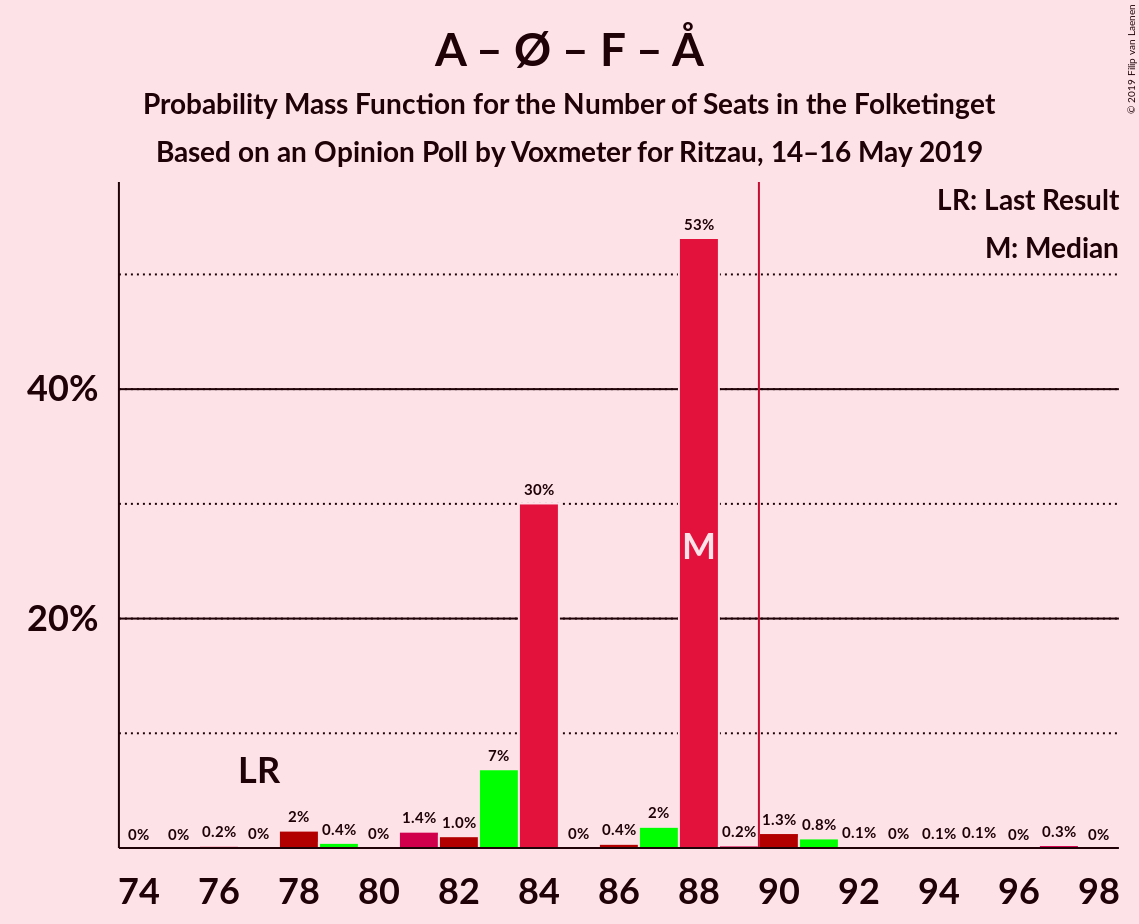 A – Ø – F – Å
Probability Mass Function for the Number of Seats in the Folketinget
Based on an Opinion Poll by Voxmeter for Ritzau, 14–16 May 2019
© 2019 Filip van Laenen
LR: Last Result
M: Median
53%
40%
30%
M
20%
LR
7%
0% 0% 0.2% 0% 2% 0.4% 0% 1.4% 1.0% 0% 0.4% 2% 0.2% 1.3% 0.8% 0.1% 0% 0.1% 0.1% 0% 0.3% 0%
74 76 78 80 82 84 86 88 90 92 94 96 98